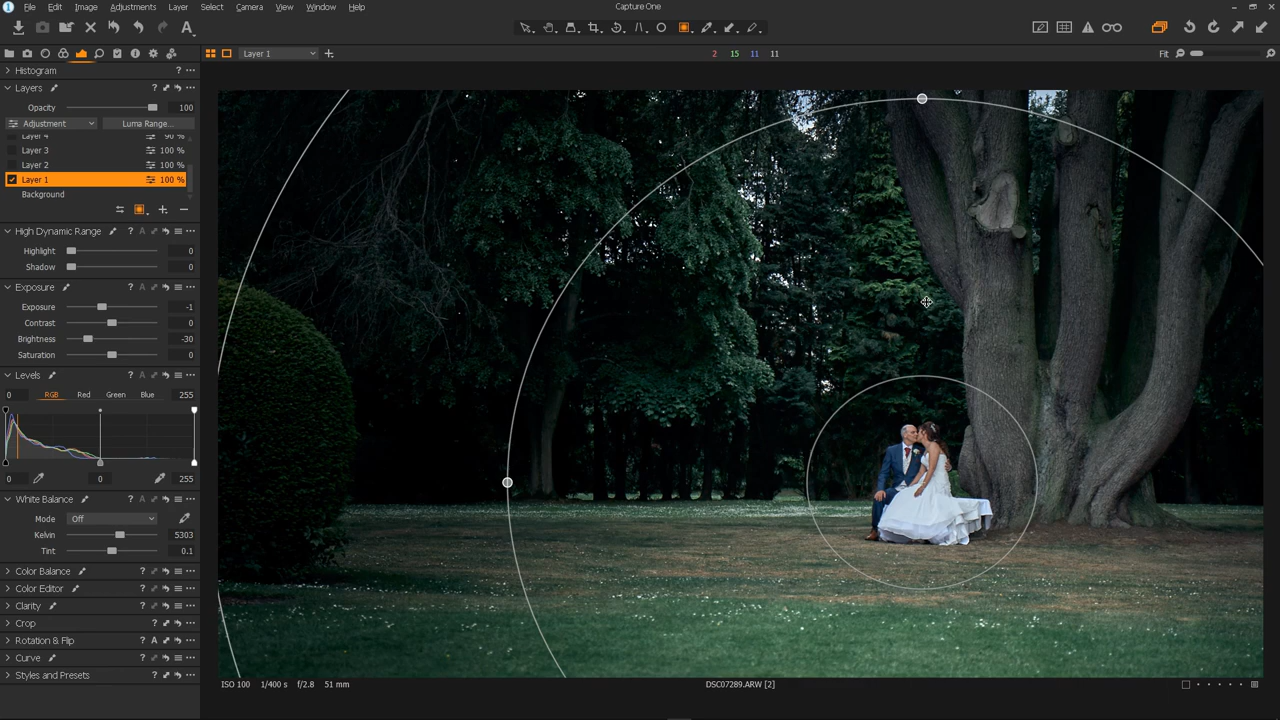 File Edit Image Adjustments Layer Select Camera View Window Help
Capture One
Layer 1
2 15 11 11
Fit
Histogram ? ...
Layers ? ...
Opacity 100
Adjustment Luma Range...
Layer 4 90 %
Layer 3 100 %
Layer 2 100 %
Layer 1 100 %
Background
High Dynamic Range ? A ...
Highlight 0
Shadow 0
Exposure ? A ...
Exposure -1
Contrast 0
Brightness -30
Saturation 0
Levels ? A ...
0 RGB Red Green Blue 255
0 0 255
White Balance ? A ...
Mode Off
Kelvin 5303
Tint 0.1
Color Balance ? A ...
Color Editor ? A ...
Clarity ? A ...
Crop ? ...
Rotation & Flip ? A ...
Curve ? A ...
Styles and Presets ? ...
ISO 100 1/400 s f/2.8 51 mm
DSC07289.ARW [2]